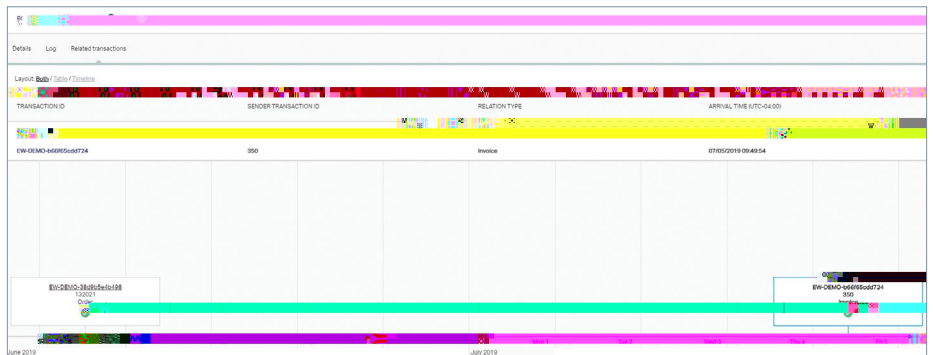 Details Log Related transactions
Layout: Both / Table / Timeline
TRANSACTION ID SENDER TRANSACTION ID RELATION TYPE ARRIVAL TIME (UTC-04:00)
EW-DEMO-b66f65cdd724 350 Invoice 07/05/2019 09:49:54
EW-DEMO-38d9b5e4b498 EW-DEMO-b66f65cdd724
132021 350
Order Invoice
Mon 1 Tue 2 Wed 3 Thu 4 Fri 5
June 2019 July 2019